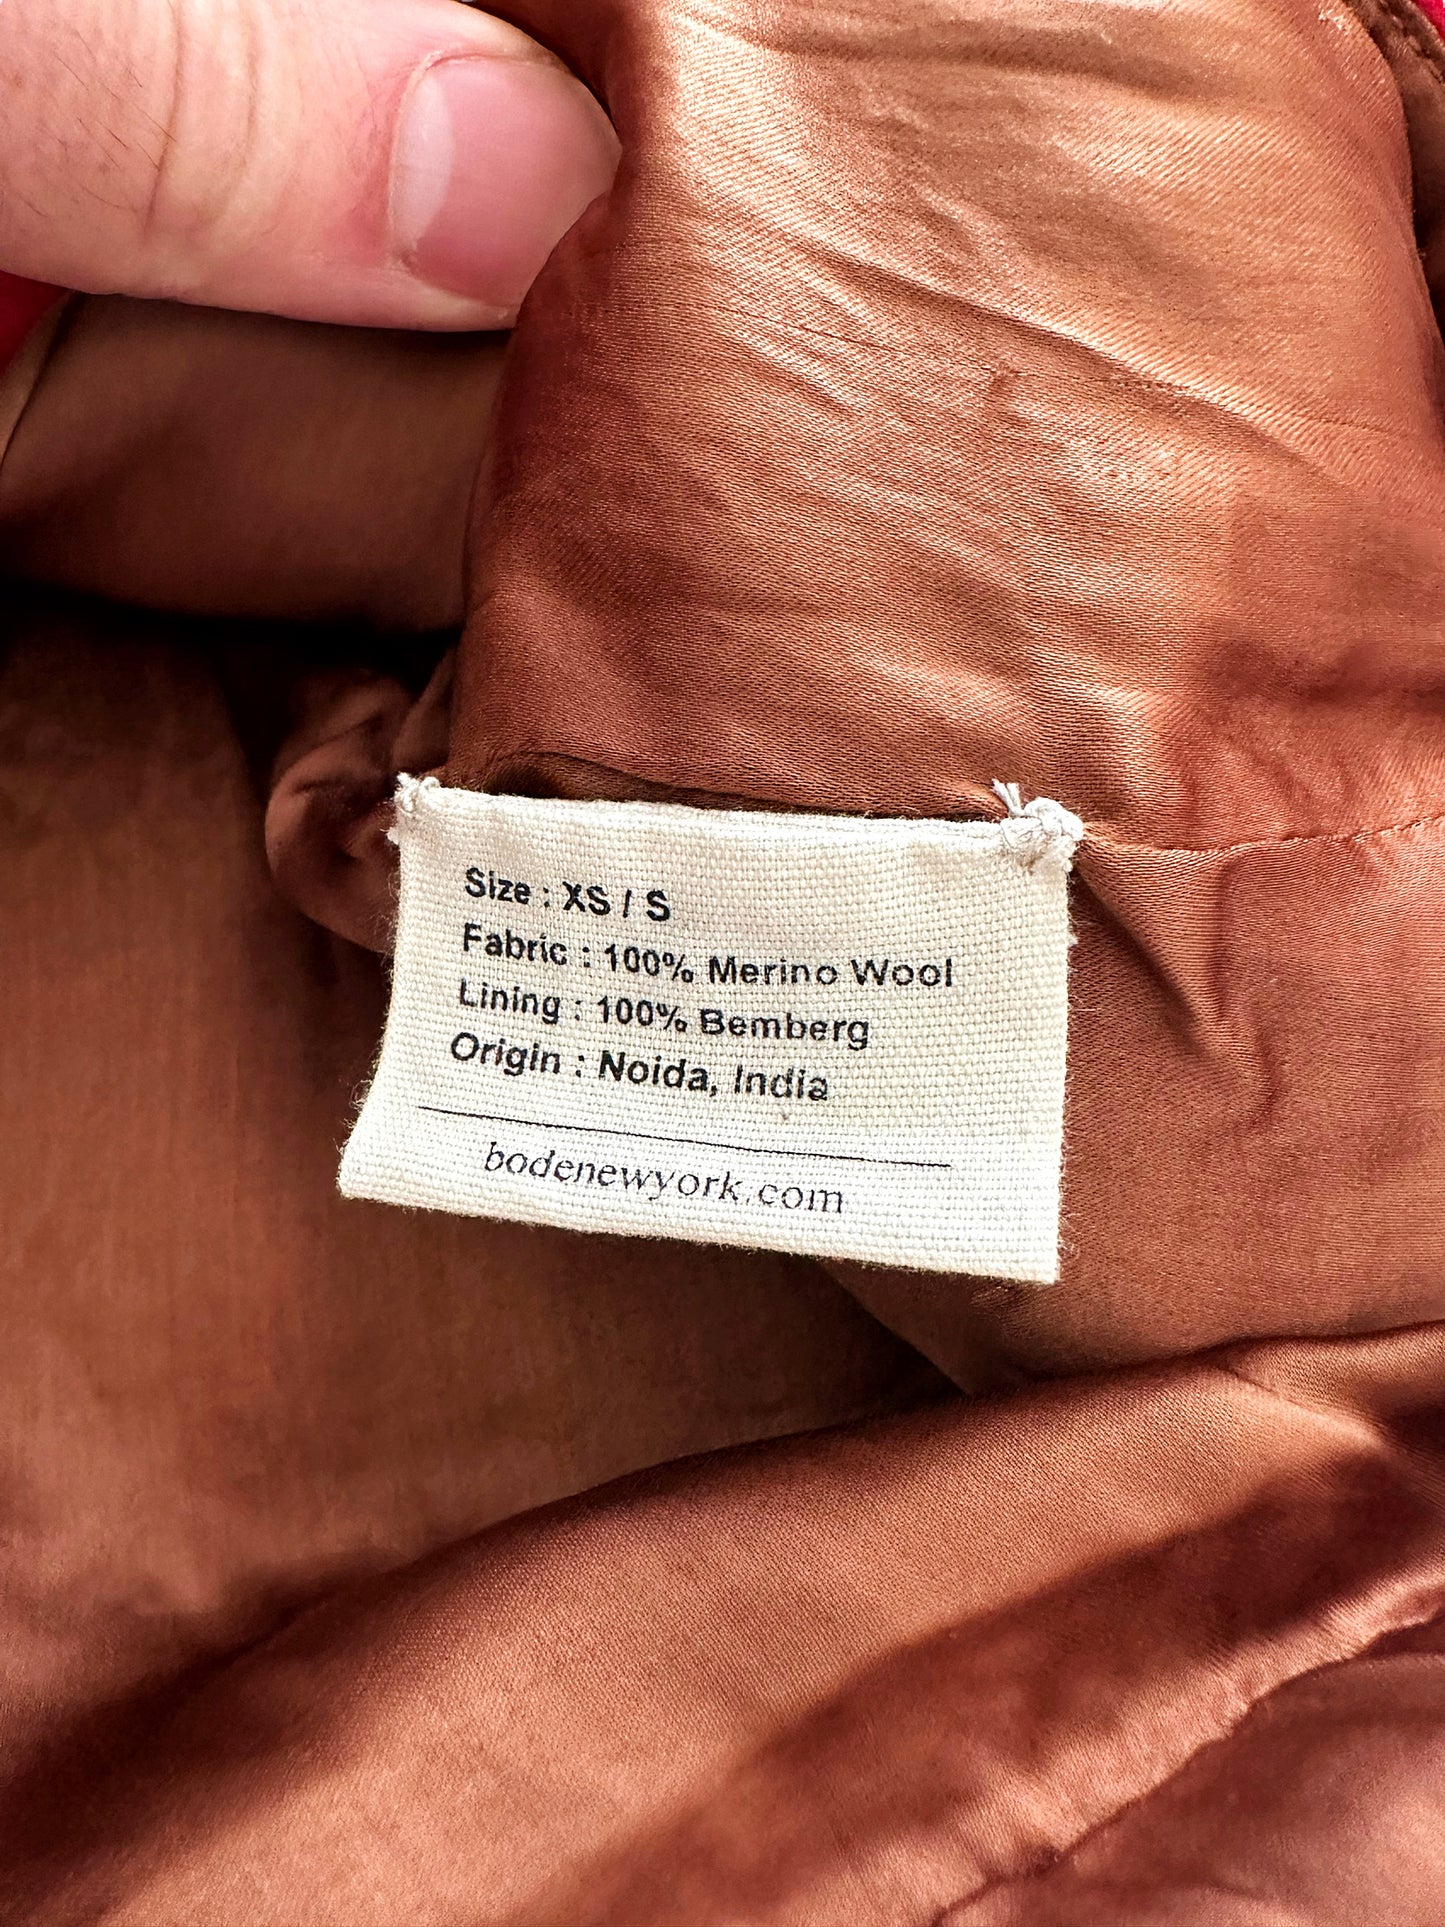 Size : XS / S
Fabric : 100% Merino Wool
Lining : 100% Bemberg
Origin : Noida, India
bodenewyork.com